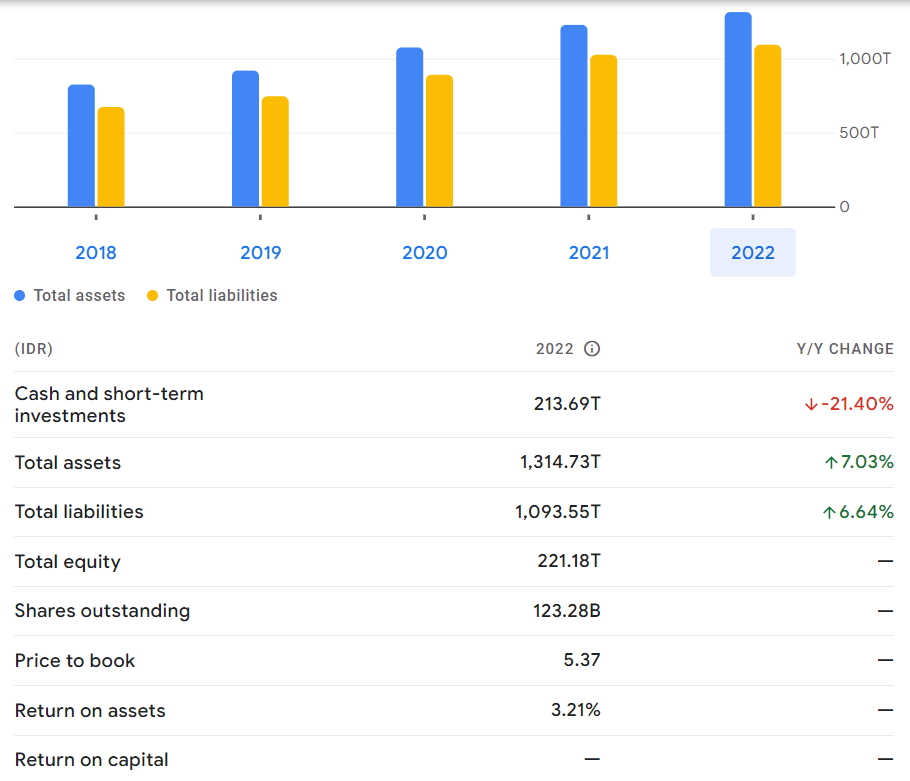 1,000T
500T
0
2018 2019 2020 2021 2022
Total assets Total liabilities
(IDR) 2022 Y/Y CHANGE
Cash and short-term
investments 213.69T ↓-21.40%
Total assets 1,314.73T ↑7.03%
Total liabilities 1,093.55T ↑6.64%
Total equity 221.18T —
Shares outstanding 123.28B —
Price to book 5.37 —
Return on assets 3.21% —
Return on capital — —